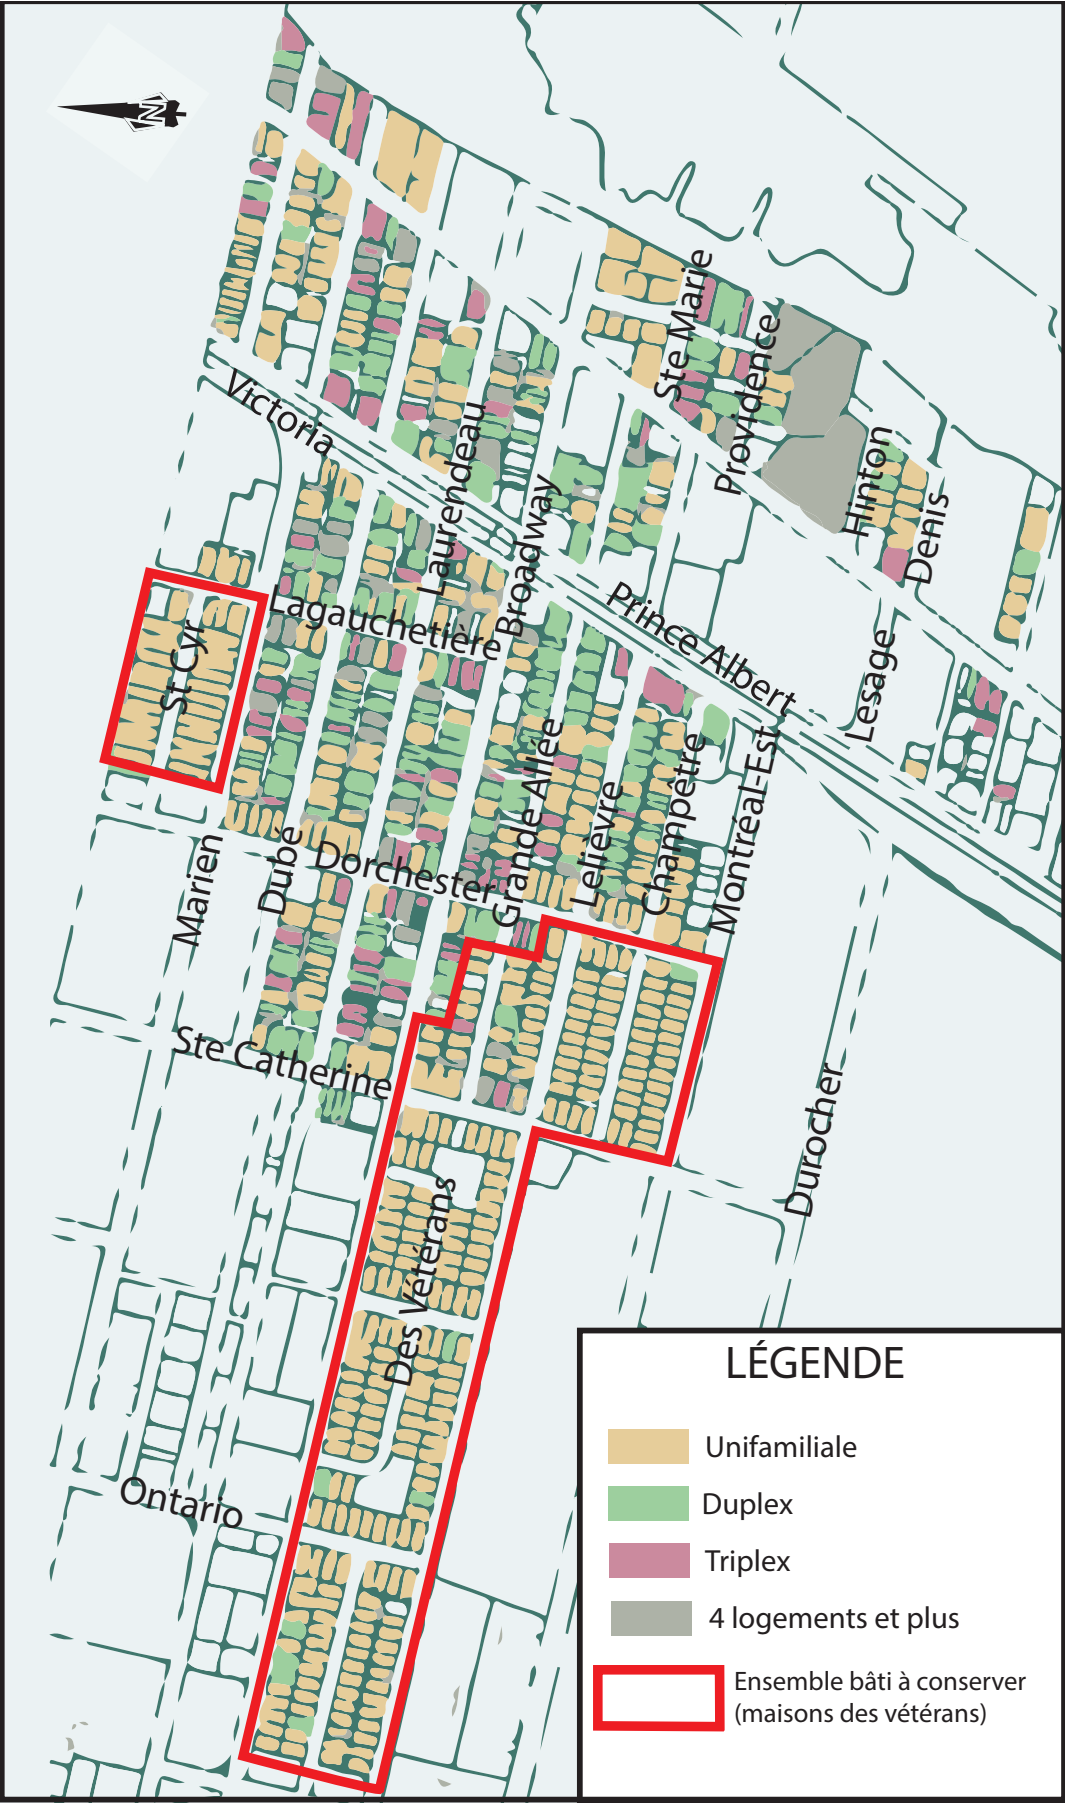 N
Ste Marie
Providence
Victoria
Laurendeau
Hinton
Broadway
Denis
Lagauchetière
Prince Albert
St Cyr
Lesage
Grande Allée
Champêtre
Montréal-Est
Lelièvre
Marien
Dubé
Dorchester
Ste Catherine
Durocher
Des Vétérans
Ontario
LÉGENDE
Unifamiliale
Duplex
Triplex
4 logements et plus
Ensemble bâti à conserver
(maisons des vétérans)